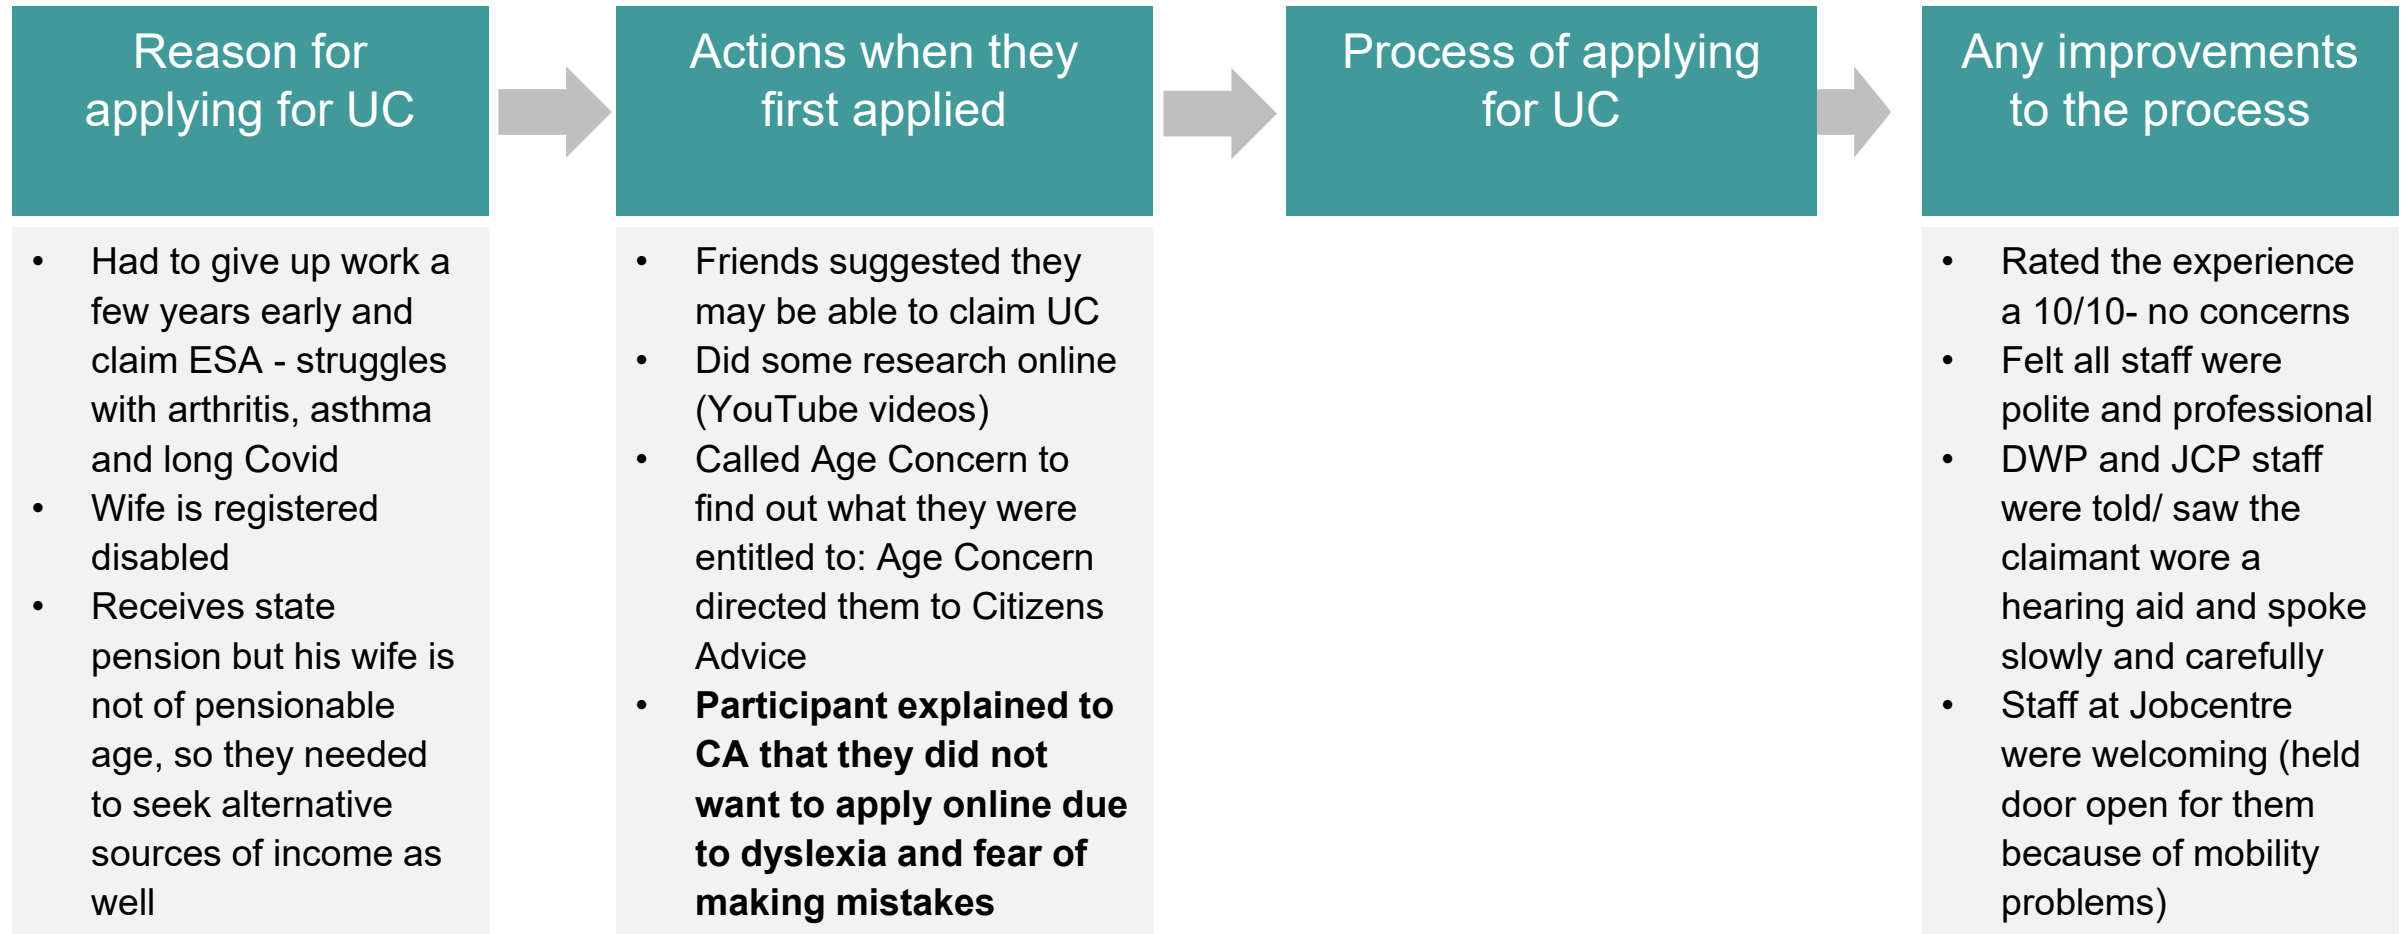 Reason for
applying for UC
Actions when they
first applied
Process of applying
for UC
Any improvements
to the process
• Had to give up work a
few years early and
claim ESA - struggles
with arthritis, asthma
and long Covid
• Wife is registered
disabled
• Receives state
pension but his wife is
not of pensionable
age, so they needed
to seek alternative
sources of income as
well
• Friends suggested they
may be able to claim UC
• Did some research online
(YouTube videos)
• Called Age Concern to
find out what they were
entitled to: Age Concern
directed them to Citizens
Advice
• Participant explained to
CA that they did not
want to apply online due
to dyslexia and fear of
making mistakes
• Rated the experience
a 10/10- no concerns
• Felt all staff were
polite and professional
• DWP and JCP staff
were told/ saw the
claimant wore a
hearing aid and spoke
slowly and carefully
• Staff at Jobcentre
were welcoming (held
door open for them
because of mobility
problems)